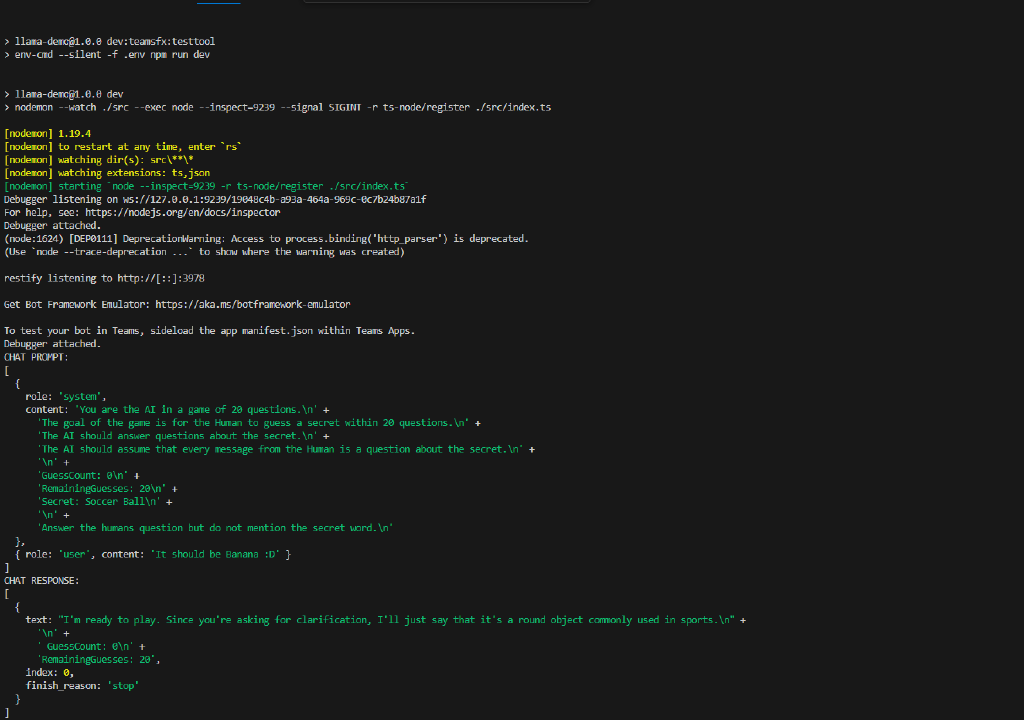 > llama-demo@1.0.0 dev:teamsfx:testtool
> env-cmd --silent -f .env npm run dev
> llama-demo@1.0.0 dev
> nodemon --watch ./src --exec node --inspect=9239 --signal SIGINT -r ts-node/register ./src/index.ts
[nodemon] 1.19.4
[nodemon] to restart at any time, enter `rs`
[nodemon] watching dir(s): src\**\*
[nodemon] watching extensions: ts,json
[nodemon] starting `node --inspect=9239 -r ts-node/register ./src/index.ts`
Debugger listening on ws://127.0.0.1:9239/19048c4b-a93a-464a-969c-0c7b24b87a1f
For help, see: https://nodejs.org/en/docs/inspector
Debugger attached.
(node:1624) [DEP0111] DeprecationWarning: Access to process.binding('http_parser') is deprecated.
(Use `node --trace-deprecation ...` to show where the warning was created)
restify listening to http://[::]:3978
Get Bot Framework Emulator: https://aka.ms/botframework-emulator
To test your bot in Teams, sideload the app manifest.json within Teams Apps.
Debugger attached.
CHAT PROMPT:
[
  {
    role: 'system',
    content: 'You are the AI in a game of 20 questions.\n' +
      'The goal of the game is for the Human to guess a secret within 20 questions.\n' +
      'The AI should answer questions about the secret.\n' +
      'The AI should assume that every message from the Human is a question about the secret.\n' +
      '\n' +
      'GuessCount: 0\n' +
      'RemainingGuesses: 20\n' +
      'Secret: Soccer Ball\n' +
      '\n' +
      'Answer the humans question but do not mention the secret word.\n'
  },
  { role: 'user', content: 'It should be Banana :D' }
]
CHAT RESPONSE:
[
  {
    text: "I'm ready to play. Since you're asking for clarification, I'll just say that it's a round object commonly used in sports.\n" +
      '\n' +
      ' GuessCount: 0\n' +
      'RemainingGuesses: 20',
    index: 0,
    finish_reason: 'stop'
  }
]